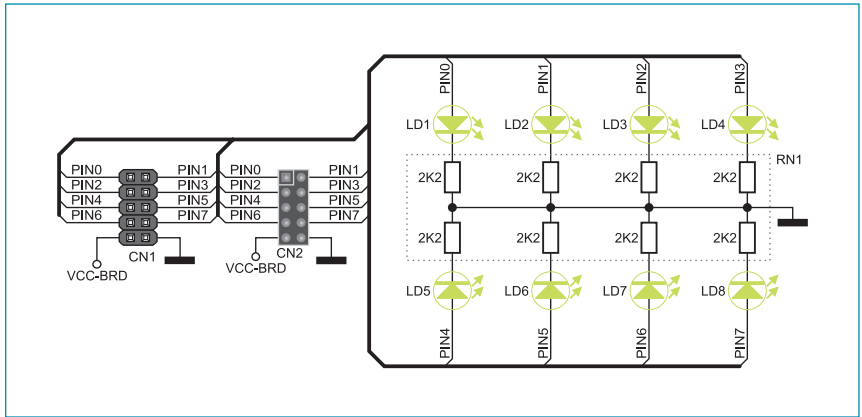 PIN0 PIN1 PIN2 PIN3
LD1 LD2 LD3 LD4
RN1
2K2 2K2 2K2 2K2
2K2 2K2 2K2 2K2
LD5 LD6 LD7 LD8
PIN4 PIN5 PIN6 PIN7
PIN0 PIN1 PIN0 PIN1
PIN2 PIN3 PIN2 PIN3
PIN4 PIN5 PIN4 PIN5
PIN6 PIN7 PIN6 PIN7
CN1 CN2
VCC-BRD VCC-BRD